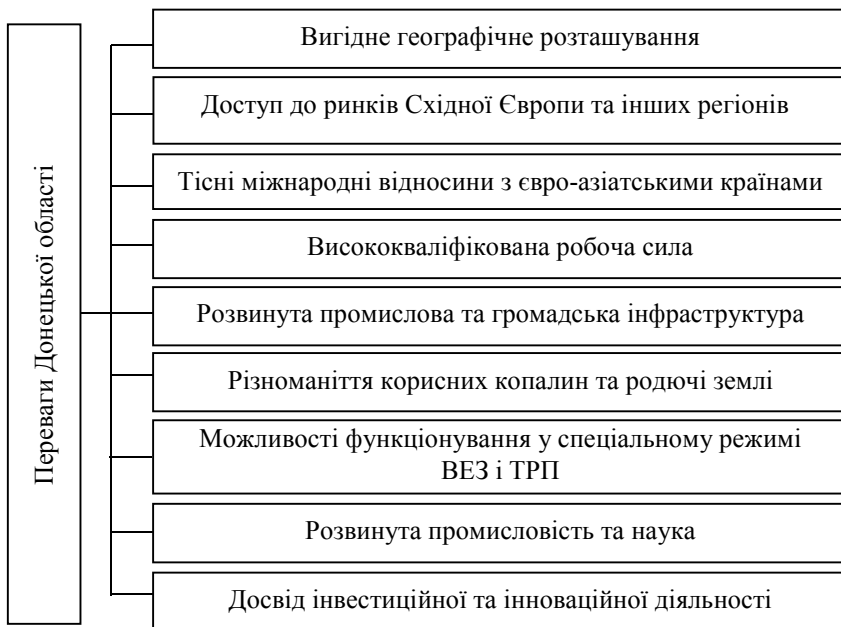 Переваги Донецької області
Вигідне географічне розташування
Доступ до ринків Східної Європи та інших регіонів
Тісні міжнародні відносини з євро-азіатськими країнами
Висококваліфікована робоча сила
Розвинута промислова та громадська інфраструктура
Різноманіття корисних копалин та родючі землі
Можливості функціонування у спеціальному режимі
ВЕЗ і ТРП
Розвинута промисловість та наука
Досвід інвестиційної та інноваційної діяльності